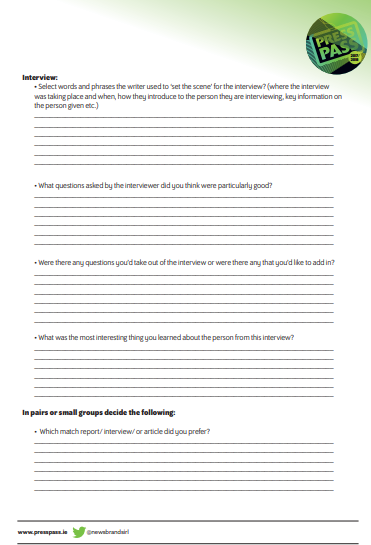 PRESS
PASS
Interview:
• Select words and phrases the writer used to 'set the scene' for the interview? (where the interview
was taking place and when, how they introduce to the person they are interviewing, key information on
the person given etc.)
• What questions asked by the interviewer did you think were particularly good?
• Were there any questions you'd take out of the interview or were there any that you'd like to add in?
• What was the most interesting thing you learned about the person from this interview?
In pairs or small groups decide the following:
• Which match report/ interview/ or article did you prefer?
www.presspass.ie @newsbrandsirl